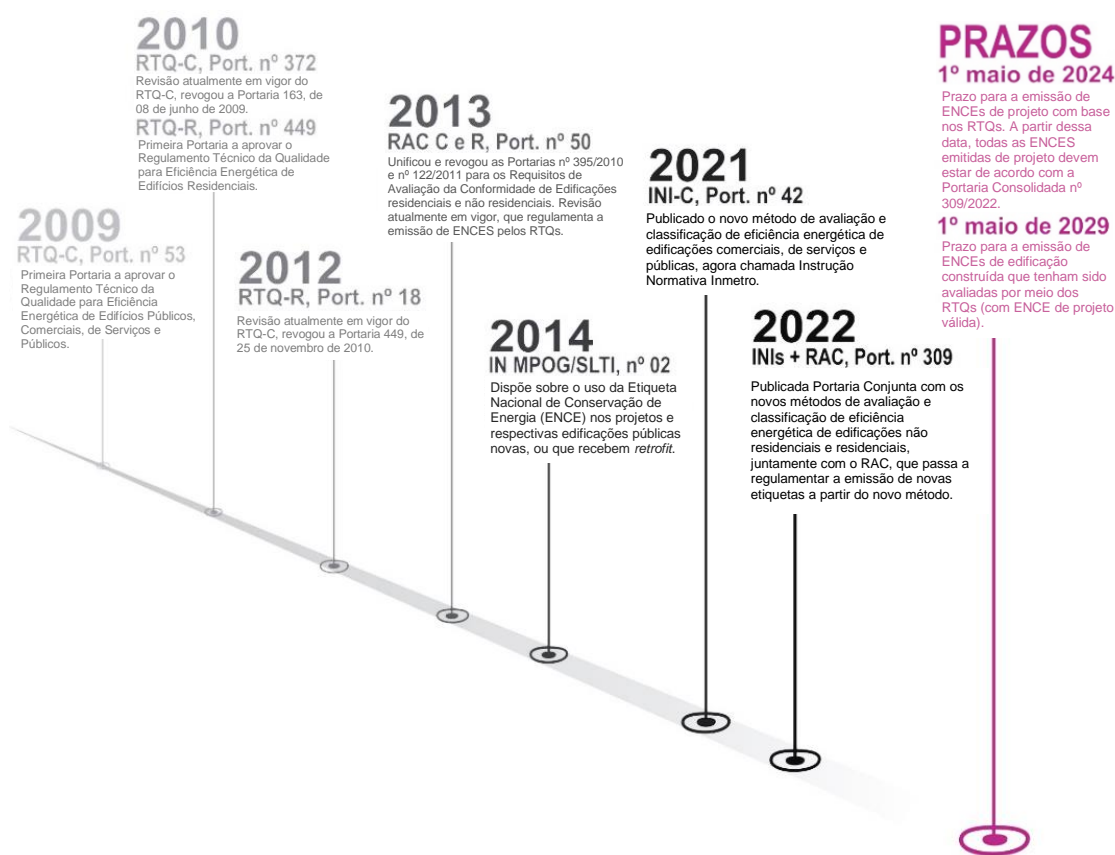 2010
RTQ-C, Port. nº 372
Revisão atualmente em vigor do
RTQ-C, revogou a Portaria 163, de
08 de junho de 2009.
RTQ-R, Port. nº 449
Primeira Portaria a aprovar o
Regulamento Técnico da Qualidade
para Eficiência Energética de
Edifícios Residenciais.
2009
RTQ-C, Port. nº 53
Primeira Portaria a aprovar o
Regulamento Técnico da
Qualidade para Eficiência
Energética de Edifícios Públicos,
Comerciais, de Serviços e
Públicos.
2012
RTQ-R, Port. nº 18
Revisão atualmente em vigor do
RTQ-C, revogou a Portaria 449, de
25 de novembro de 2010.
2013
RAC C e R, Port. nº 50
Unificou e revogou as Portarias nº 395/2010
e nº 122/2011 para os Requisitos de
Avaliação da Conformidade de Edificações
residenciais e não residenciais. Revisão
atualmente em vigor, que regulamenta a
emissão de ENCES pelos RTQs.
2014
IN MPOG/SLTI, nº 02
Dispõe sobre o uso da Etiqueta
Nacional de Conservação de
Energia (ENCE) nos projetos e
respectivas edificações públicas
novas, ou que recebem retrofit.
2021
INI-C, Port. nº 42
Publicado o novo método de avaliação e
classificação de eficiência energética de
edificações comerciais, de serviços e
públicas, agora chamada Instrução
Normativa Inmetro.
2022
INIs + RAC, Port. nº 309
Publicada Portaria Conjunta com os
novos métodos de avaliação e
classificação de eficiência
energética de edificações não
residenciais e residenciais,
juntamente com o RAC, que passa a
regulamentar a emissão de novas
etiquetas a partir do novo método.
PRAZOS
1º maio de 2024
Prazo para a emissão de
ENCEs de projeto com base
nos RTQs. A partir dessa
data, todas as ENCES
emitidas de projeto devem
estar de acordo com a
Portaria Consolidada nº
309/2022.
1º maio de 2029
Prazo para a emissão de
ENCEs de edificação
construída que tenham sido
avaliadas por meio dos
RTQs (com ENCE de projeto
válida).